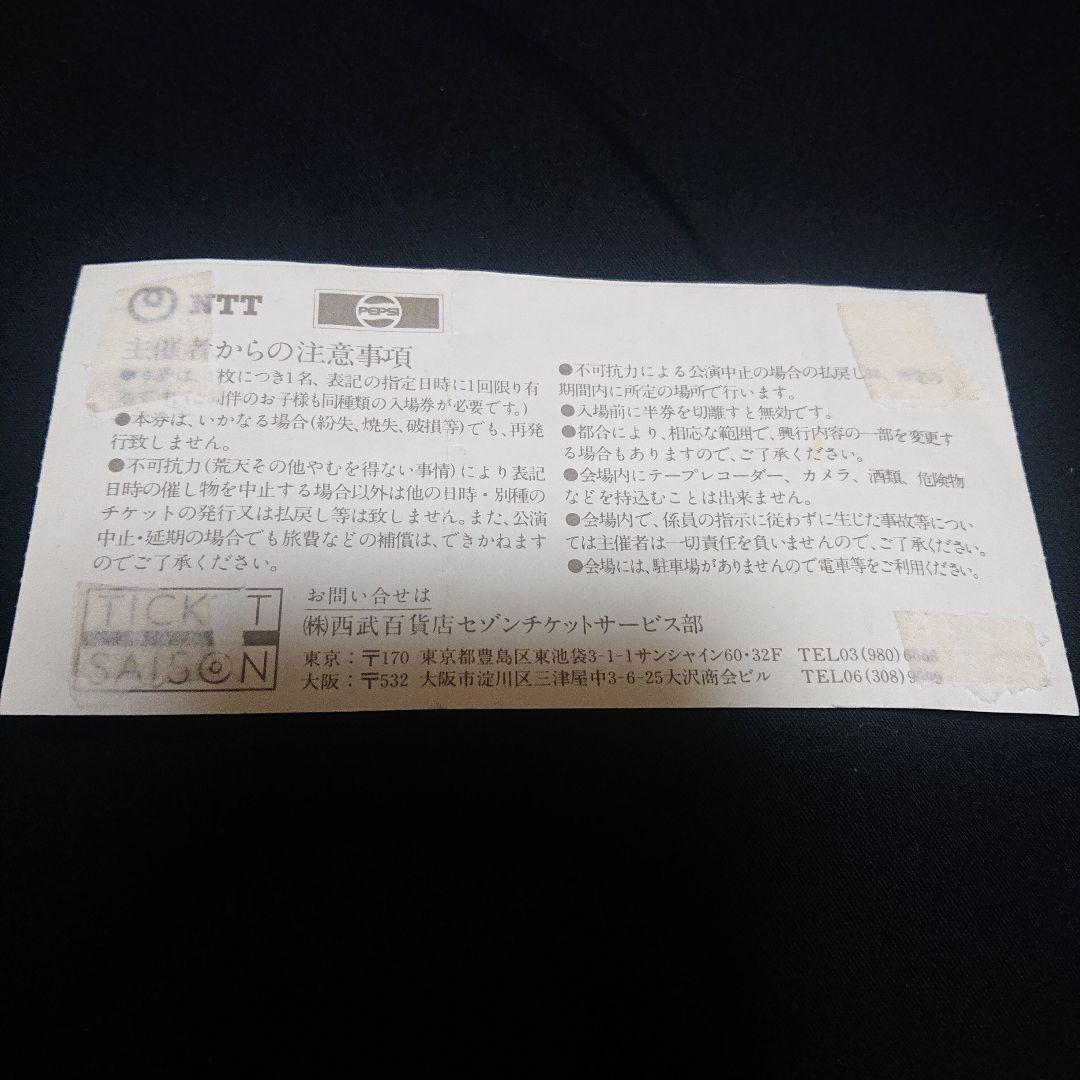 NTT
PEPSI
主催者からの注意事項
枚につき1名、表記の指定日時に1回限り有
同伴のお子様も同種類の入場券が必要です。)
●本券は、いかなる場合(紛失、焼失、破損等)でも、再発
行致しません。
●不可抗力(荒天その他やむを得ない事情)により表記
日時の催し物を中止する場合以外は他の日時・別種の
チケットの発行又は払戻し等は致しません。また、公演
中止・延期の場合でも旅費などの補償は、できかねます
のでご了承ください。
●不可抗力による公演中止の場合の払戻し
期間内に所定の場所で行います。
●入場前に半券を切離すと無効です。
●都合により、相応な範囲で、興行内容の一部を変更す
る場合もありますので、ご了承ください。
●会場内にテープレコーダー、カメラ、酒類、危険物
などを持込むことは出来ません。
●会場内で、係員の指示に従わずに生じた事故等につい
ては主催者は一切責任を負いませんので、ご了承ください。
●会場には、駐車場がありませんので電車等をご利用ください。
TICKET
SAISON
お問い合せは
㈱西武百貨店セゾンチケットサービス部
東京：〒170 東京都豊島区東池袋3-1-1サンシャイン60・32F TEL03(980)
大阪：〒532 大阪市淀川区三津屋中3-6-25大沢商会ビル TEL06(308)